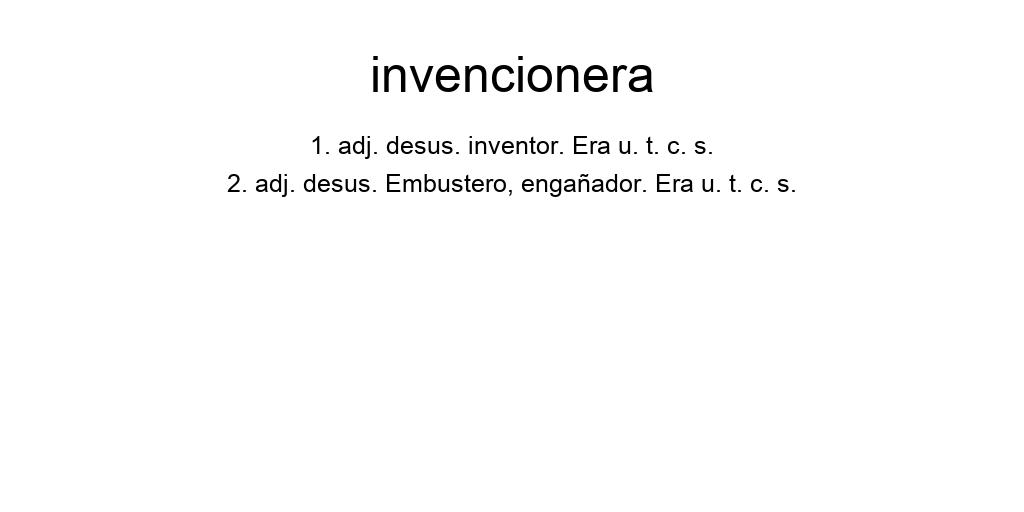 invencionera
1. adj. desus. inventor. Era u. t. c. s.
2. adj. desus. Embustero, engañador. Era u. t. c. s.